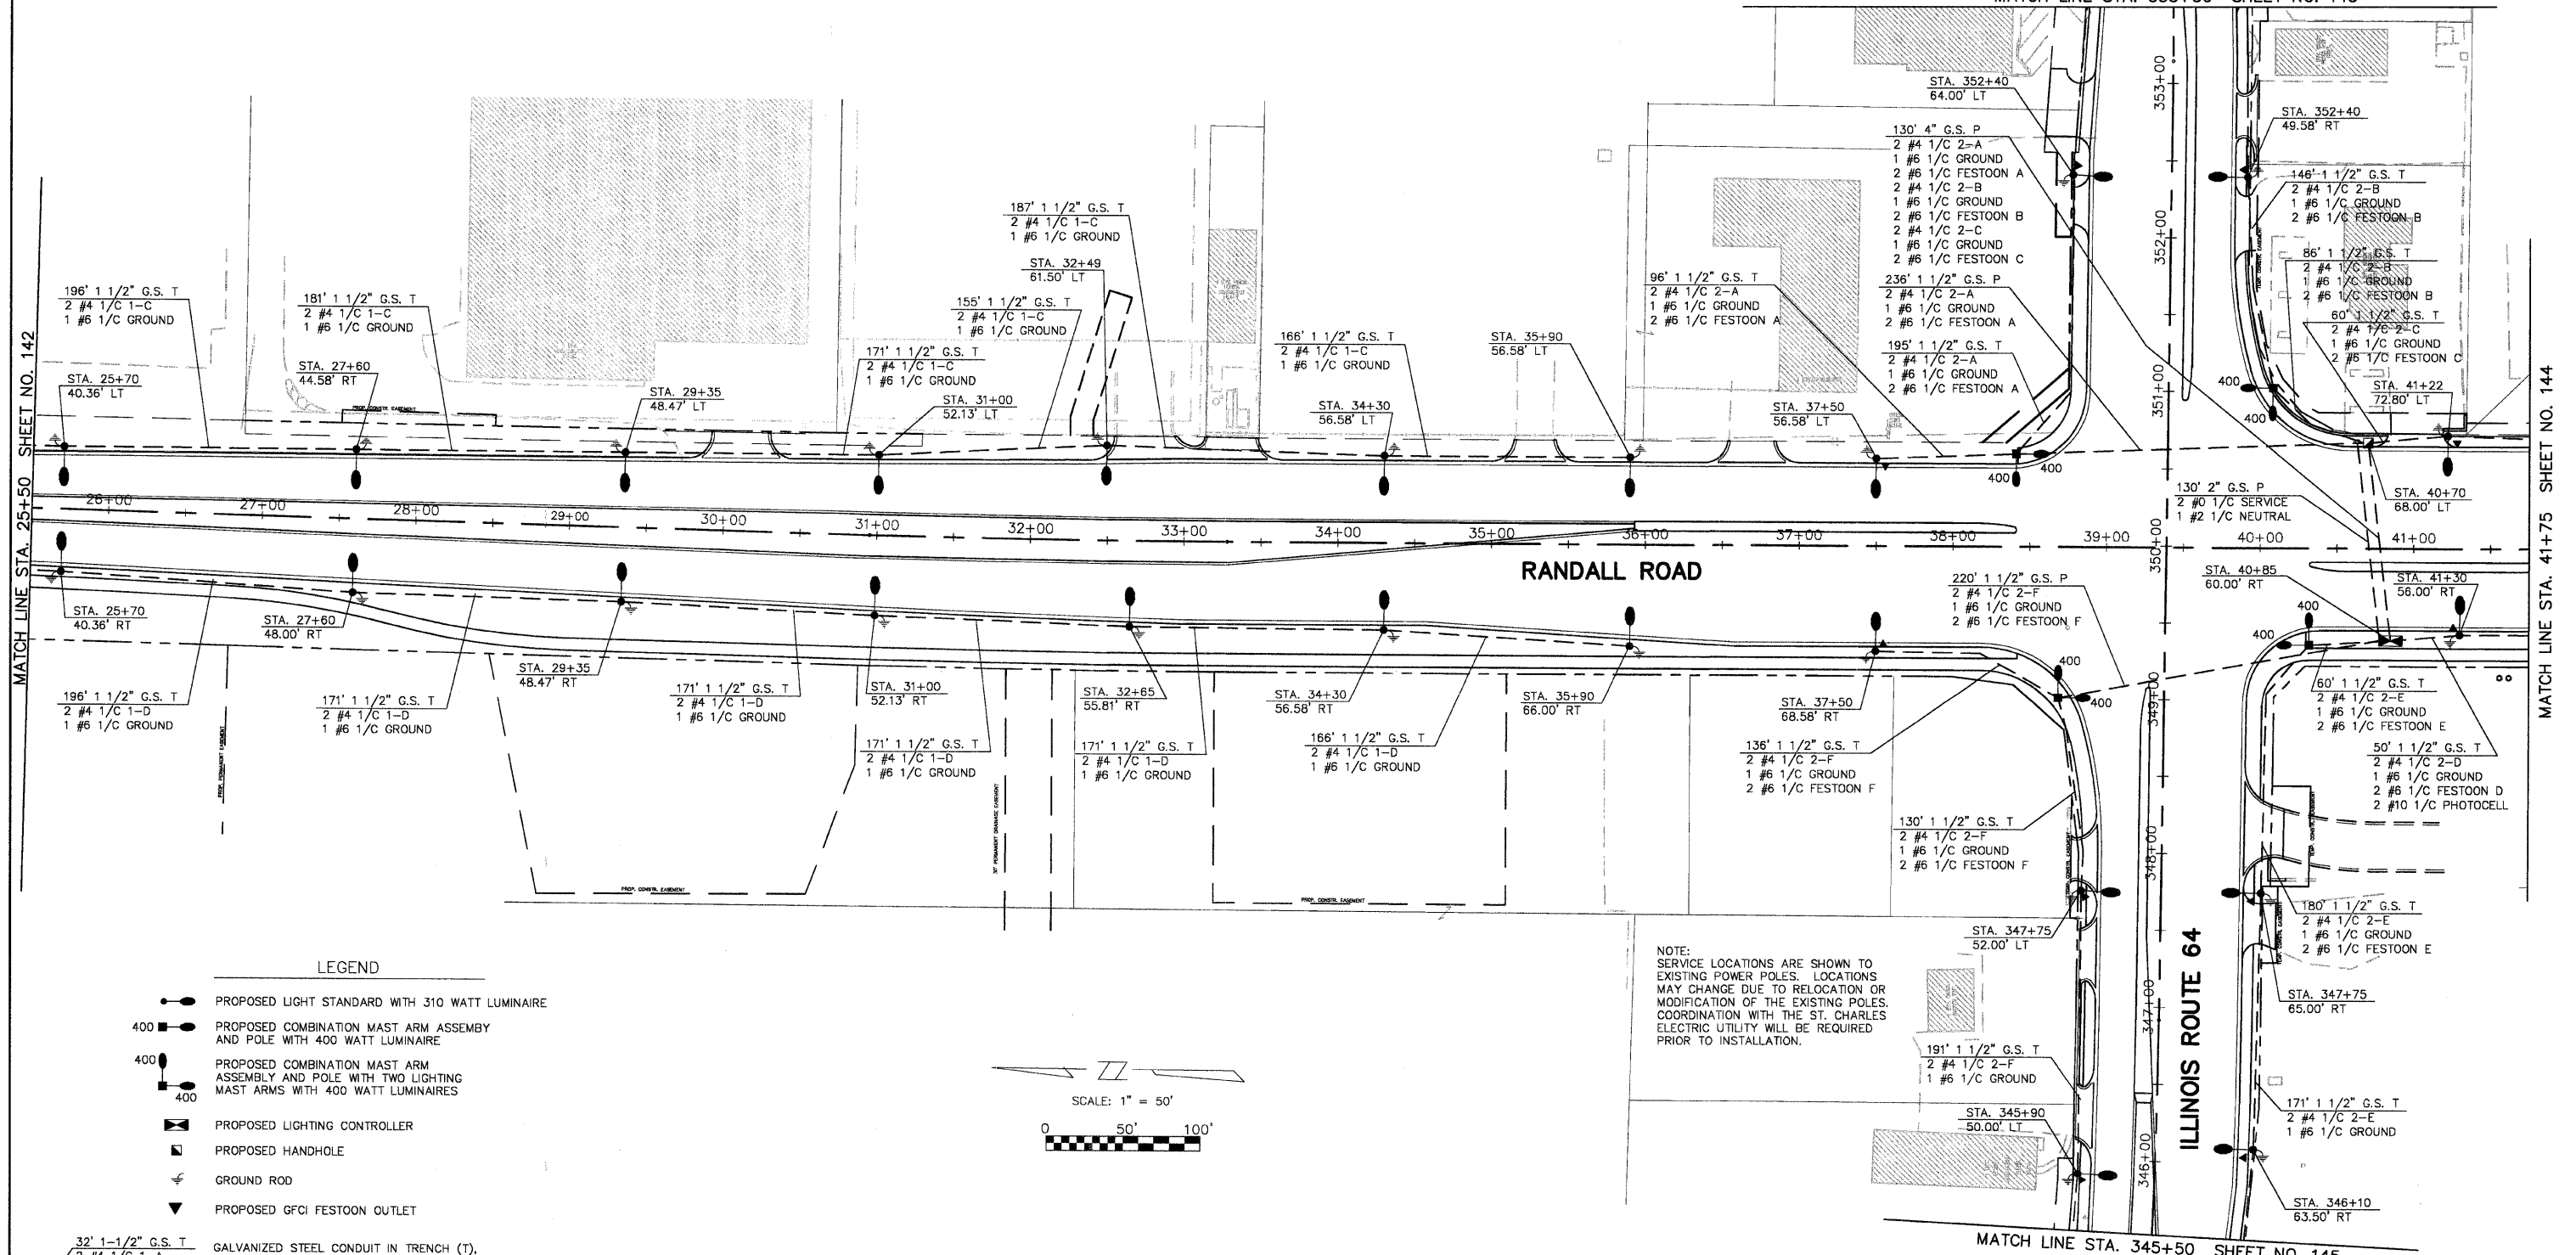 STA. 352+40
64.00' LT
353+00
STA. 352+40
49.58' RT
130' 4" G.S. P
2 #4 1/C 2-A
1 #6 1/C GROUND
2 #6 1/C FESTOON A
2 #4 1/C 2-B
1 #6 1/C GROUND
2 #6 1/C FESTOON B
2 #4 1/C 2-C
1 #6 1/C GROUND
2 #6 1/C FESTOON C
146' 1 1/2" G.S. T
2 #4 1/C 2-B
1 #6 1/C GROUND
2 #6 1/C FESTOON B
352+00
187' 1 1/2" G.S. T
2 #4 1/C 1-C
1 #6 1/C GROUND
86' 1 1/2" G.S. T
2 #4 1/C 2-B
1 #6 1/C GROUND
2 #6 1/C FESTOON B
STA. 32+49
61.50' LT
96' 1 1/2" G.S. T
2 #4 1/C 2-A
1 #6 1/C GROUND
2 #6 1/C FESTOON A
236' 1 1/2" G.S. P
2 #4 1/C 2-A
1 #6 1/C GROUND
2 #6 1/C FESTOON A
196' 1 1/2" G.S. T
2 #4 1/C 1-C
1 #6 1/C GROUND
181' 1 1/2" G.S. T
2 #4 1/C 1-C
1 #6 1/C GROUND
155' 1 1/2" G.S. T
2 #4 1/C 1-C
1 #6 1/C GROUND
60' 1 1/2" G.S. T
2 #4 1/C 2-C
1 #6 1/C GROUND
2 #6 1/C FESTOON C
166' 1 1/2" G.S. T
2 #4 1/C 1-C
1 #6 1/C GROUND
STA. 35+90
56.58' LT
195' 1 1/2" G.S. T
2 #4 1/C 2-A
1 #6 1/C GROUND
2 #6 1/C FESTOON A
171' 1 1/2" G.S. T
2 #4 1/C 1-C
1 #6 1/C GROUND
STA. 25+70
40.36' LT
STA. 27+60
44.58' RT
STA. 29+35
48.47' LT
STA. 31+00
52.13' LT
STA. 34+30
56.58' LT
STA. 37+50
56.58' LT
351+00
400
400
STA. 41+22
72.80' LT
PROP. CONSTR. EASEMENT
400
400
MATCH LINE STA. 25+50 SHEET NO. 142
MATCH LINE STA. 41+75 SHEET NO. 144
130' 2" G.S. P
2 #0 1/C SERVICE
1 #2 1/C NEUTRAL
STA. 40+70
68.00' LT
26+00
27+00
28+00
29+00
30+00
31+00
32+00
33+00
34+00
35+00
36+00
37+00
38+00
39+00
40+00
41+00
350+00
RANDALL ROAD
STA. 40+85
60.00' RT
STA. 41+30
56.00' RT
220' 1 1/2" G.S. P
2 #4 1/C 2-F
1 #6 1/C GROUND
2 #6 1/C FESTOON F
400
400
STA. 25+70
40.36' RT
STA. 27+60
48.00' RT
STA. 29+35
48.47' RT
STA. 31+00
52.13' RT
STA. 32+65
55.81' RT
STA. 34+30
56.58' RT
STA. 35+90
66.00' RT
STA. 37+50
68.58' RT
400
400
349+00
196' 1 1/2" G.S. T
2 #4 1/C 1-D
1 #6 1/C GROUND
171' 1 1/2" G.S. T
2 #4 1/C 1-D
1 #6 1/C GROUND
171' 1 1/2" G.S. T
2 #4 1/C 1-D
1 #6 1/C GROUND
171' 1 1/2" G.S. T
2 #4 1/C 1-D
1 #6 1/C GROUND
171' 1 1/2" G.S. T
2 #4 1/C 1-D
1 #6 1/C GROUND
166' 1 1/2" G.S. T
2 #4 1/C 1-D
1 #6 1/C GROUND
136' 1 1/2" G.S. T
2 #4 1/C 2-F
1 #6 1/C GROUND
2 #6 1/C FESTOON F
60' 1 1/2" G.S. T
2 #4 1/C 2-E
1 #6 1/C GROUND
2 #6 1/C FESTOON E
50' 1 1/2" G.S. T
2 #4 1/C 2-D
1 #6 1/C GROUND
2 #6 1/C FESTOON D
2 #10 1/C PHOTOCELL
PROP. PERMANENT EASEMENT
30' PERMANENT DRAINAGE EASEMENT
130' 1 1/2" G.S. T
2 #4 1/C 2-F
1 #6 1/C GROUND
2 #6 1/C FESTOON F
348+00
PROP. CONSTR. EASEMENT
PROP. CONSTR. EASEMENT
180' 1 1/2" G.S. T
2 #4 1/C 2-E
1 #6 1/C GROUND
2 #6 1/C FESTOON E
STA. 347+75
52.00' LT
STA. 347+75
65.00' RT
NOTE:
SERVICE LOCATIONS ARE SHOWN TO
EXISTING POWER POLES. LOCATIONS
MAY CHANGE DUE TO RELOCATION OR
MODIFICATION OF THE EXISTING POLES.
COORDINATION WITH THE ST. CHARLES
ELECTRIC UTILITY WILL BE REQUIRED
PRIOR TO INSTALLATION.
347+00
ILLINOIS ROUTE 64
191' 1 1/2" G.S. T
2 #4 1/C 2-F
1 #6 1/C GROUND
STA. 345+90
50.00' LT
171' 1 1/2" G.S. T
2 #4 1/C 2-E
1 #6 1/C GROUND
346+00
STA. 346+10
63.50' RT
MATCH LINE STA. 345+50 SHEET NO. 145
LEGEND
PROPOSED LIGHT STANDARD WITH 310 WATT LUMINAIRE
400 PROPOSED COMBINATION MAST ARM ASSEMBY
AND POLE WITH 400 WATT LUMINAIRE
400 PROPOSED COMBINATION MAST ARM
ASSEMBLY AND POLE WITH TWO LIGHTING
400 MAST ARMS WITH 400 WATT LUMINAIRES
PROPOSED LIGHTING CONTROLLER
PROPOSED HANDHOLE
GROUND ROD
PROPOSED GFCI FESTOON OUTLET
32' 1-1/2" G.S. T GALVANIZED STEEL CONDUIT IN TRENCH (T),
SCALE: 1" = 50'
0 50' 100'